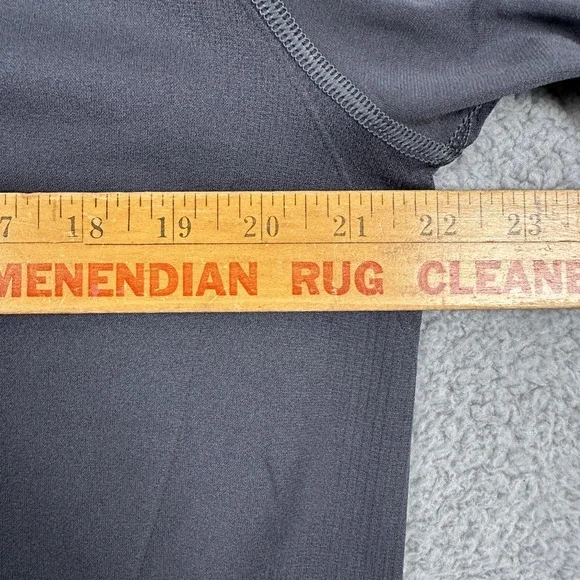 7 18 19 20 21 22 23
MENENDIAN RUG CLEANE